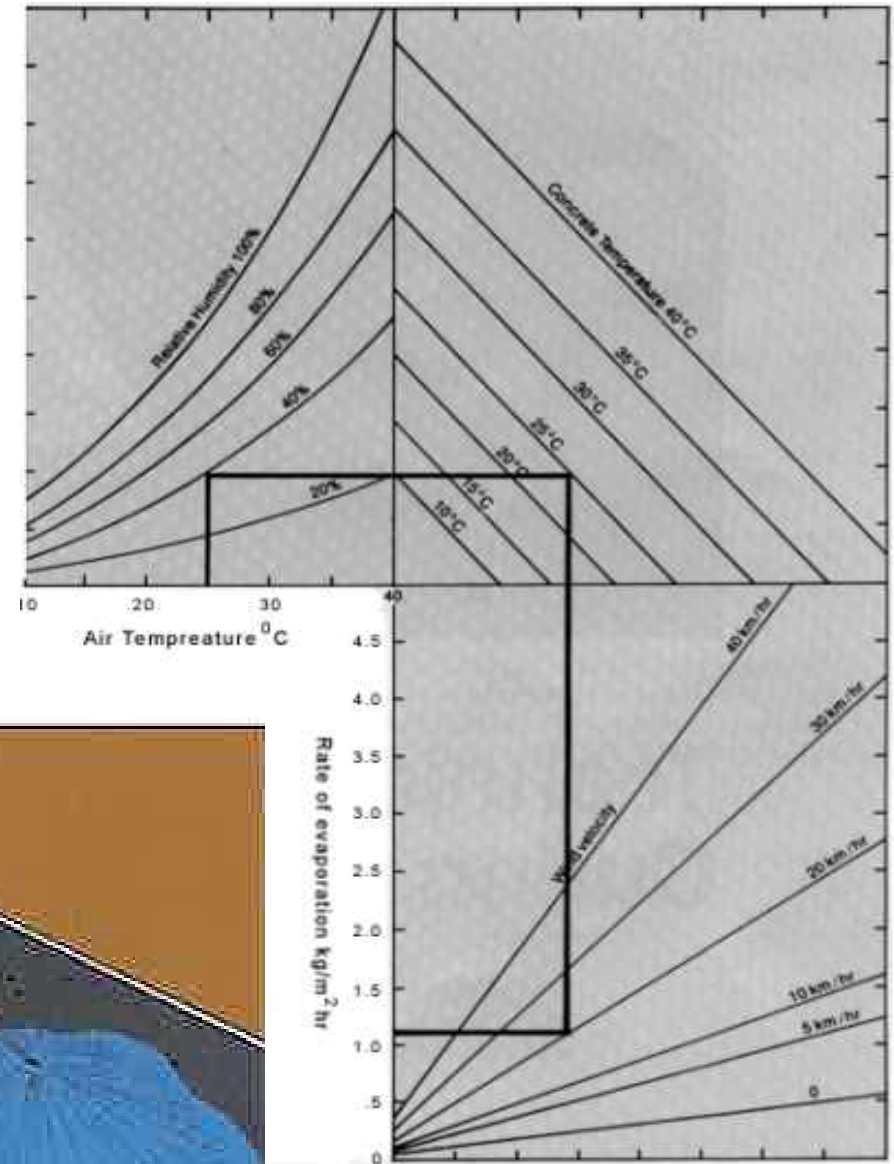 Relative Humidity 100%
80%
60%
40%
20%
Concrete Temperature 40°C
35°C
30°C
25°C
20°C
15°C
10°C
10 20 30 40
Air Tempreature ⁰C
Rate of evaporation kg/m² hr
4.5
4.0
3.5
3.0
2.5
2.0
1.5
1.0
.5
0
Wind velocity
40 km/hr
30 km/hr
20 km/hr
10 km/hr
5 km/hr
0